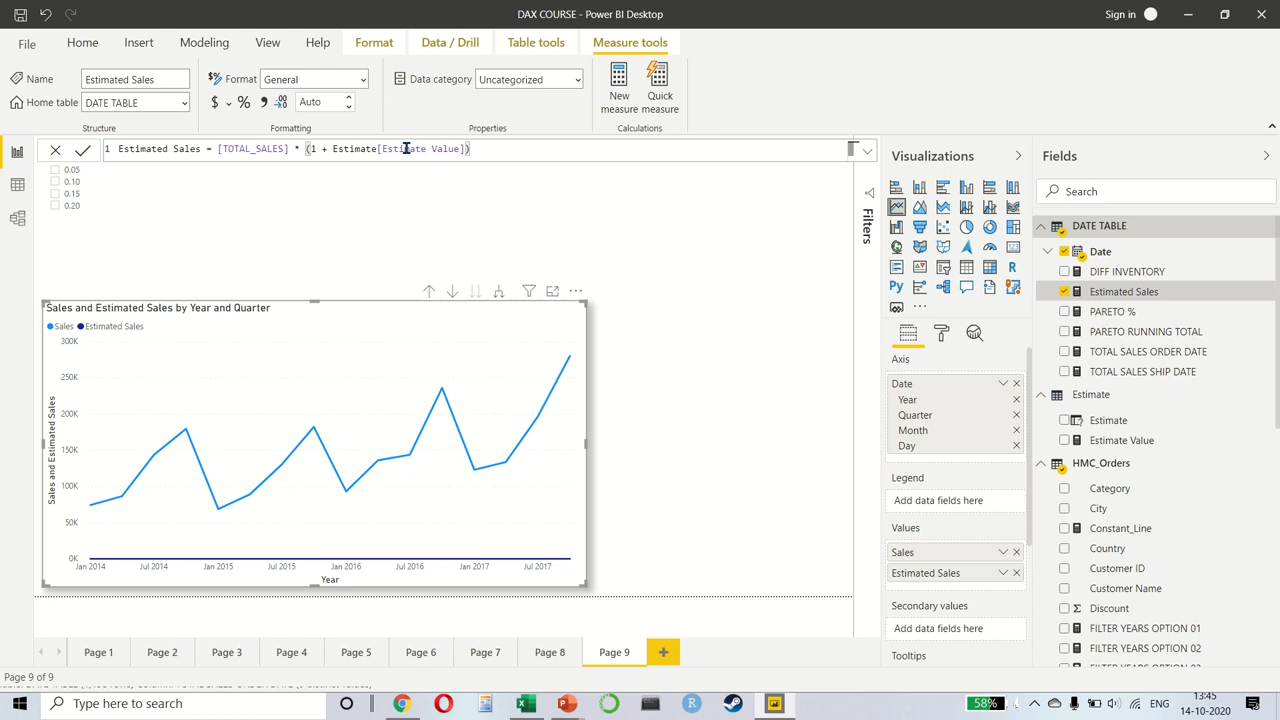 DAX COURSE - Power BI Desktop
Sign in
File
Home
Insert
Modeling
View
Help
Format
Data / Drill
Table tools
Measure tools
Name
Estimated Sales
Home table
DATE TABLE
Structure
Format
General
$ % 9 Auto
Formatting
Data category
Uncategorized
Properties
New
measure
Quick
measure
Calculations
1 Estimated Sales = [TOTAL_SALES] * (1 + Estimate[Estimate Value])
0.05
0.10
0.15
0.20
Filters
Sales and Estimated Sales by Year and Quarter
Sales
Estimated Sales
300K
250K
200K
150K
100K
50K
0K
Sales and Estimated Sales
Jan 2014
Jul 2014
Jan 2015
Jul 2015
Jan 2016
Jul 2016
Jan 2017
Jul 2017
Year
Visualizations
R
Py
Axis
Date
Year
Quarter
Month
Day
Legend
Add data fields here
Values
Sales
Estimated Sales
Secondary values
Add data fields here
Tooltips
Fields
Search
DATE TABLE
Date
DIFF INVENTORY
Estimated Sales
PARETO %
PARETO RUNNING TOTAL
TOTAL SALES ORDER DATE
TOTAL SALES SHIP DATE
Estimate
Estimate
Estimate Value
HMC_Orders
Category
City
Constant_Line
Country
Customer ID
Customer Name
Discount
FILTER YEARS OPTION 01
FILTER YEARS OPTION 02
Page 1
Page 2
Page 3
Page 4
Page 5
Page 6
Page 7
Page 8
Page 9
Page 9 of 9
Type here to search
58%
ENG
13:45
14-10-2020